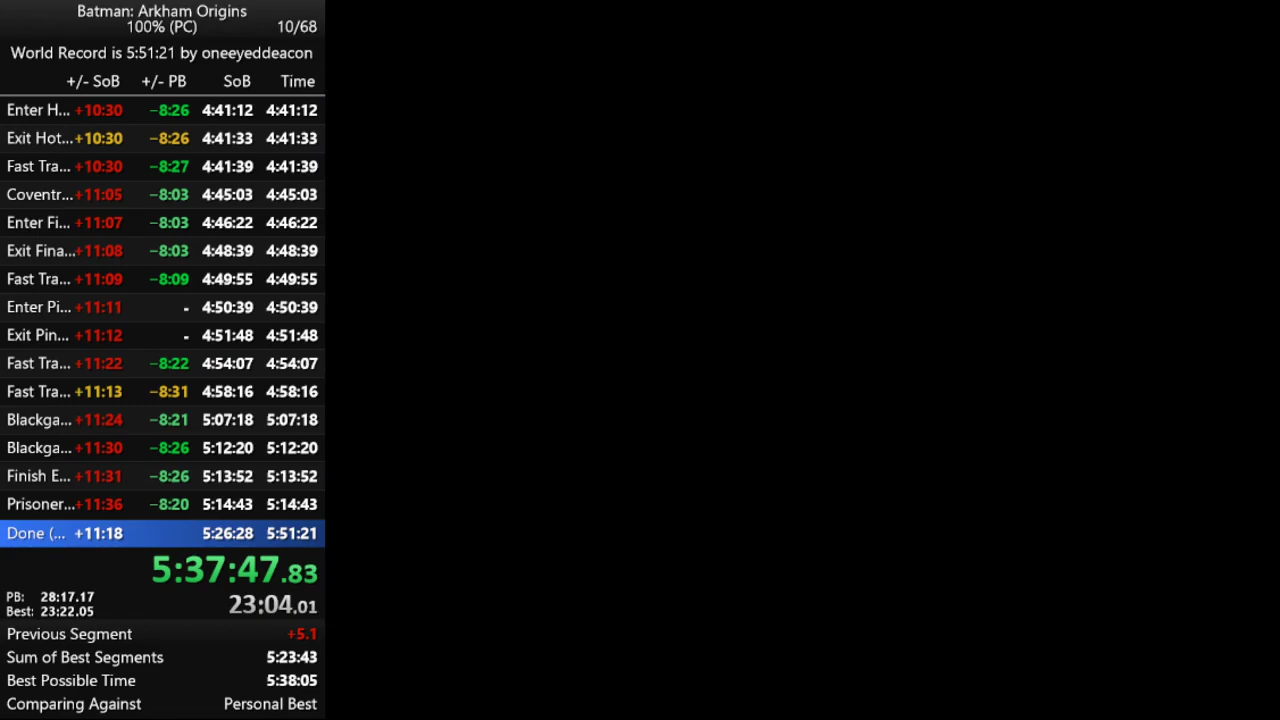 Batman: Arkham Origins
100% (PC) 10/68
World Record is 5:51:21 by oneeyeddeacon
+/- SoB +/- PB SoB Time
Enter H... +10:30 −8:26 4:41:12 4:41:12
Exit Hot... +10:30 −8:26 4:41:33 4:41:33
Fast Tra... +10:30 −8:27 4:41:39 4:41:39
Coventr... +11:05 −8:03 4:45:03 4:45:03
Enter Fi... +11:07 −8:03 4:46:22 4:46:22
Exit Fina... +11:08 −8:03 4:48:39 4:48:39
Fast Tra... +11:09 −8:09 4:49:55 4:49:55
Enter Pi... +11:11 - 4:50:39 4:50:39
Exit Pin... +11:12 - 4:51:48 4:51:48
Fast Tra... +11:22 −8:22 4:54:07 4:54:07
Fast Tra... +11:13 −8:31 4:58:16 4:58:16
Blackga... +11:24 −8:21 5:07:18 5:07:18
Blackga... +11:30 −8:26 5:12:20 5:12:20
Finish E... +11:31 −8:26 5:13:52 5:13:52
Prisoner... +11:36 −8:20 5:14:43 5:14:43
Done (... +11:18 5:26:28 5:51:21
5:37:47.83
PB: 28:17.17
Best: 23:22.05
23:04.01
Previous Segment +5.1
Sum of Best Segments 5:23:43
Best Possible Time 5:38:05
Comparing Against Personal Best